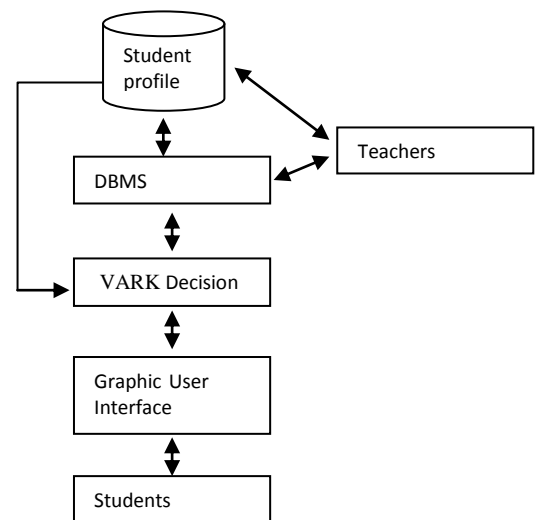 Student
profile
Teachers
DBMS
VARK Decision
Graphic User
Interface
Students